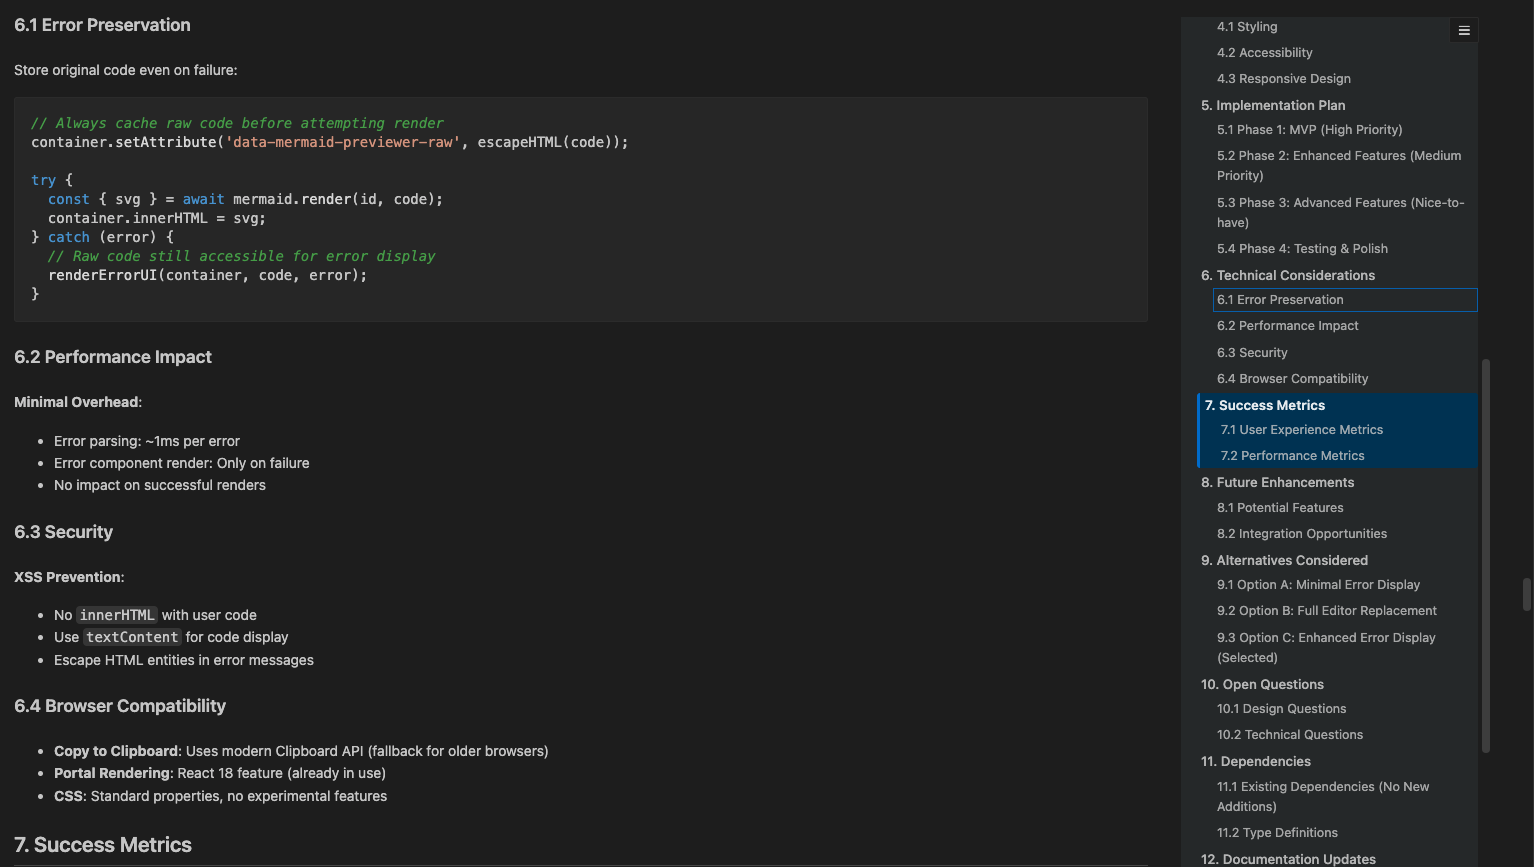 6.1 Error Preservation
Store original code even on failure:
// Always cache raw code before attempting render
container.setAttribute('data-mermaid-previewer-raw', escapeHTML(code));
try {
  const { svg } = await mermaid.render(id, code);
  container.innerHTML = svg;
} catch (error) {
  // Raw code still accessible for error display
  renderErrorUI(container, code, error);
}
6.2 Performance Impact
Minimal Overhead:
• Error parsing: ~1ms per error
• Error component render: Only on failure
• No impact on successful renders
6.3 Security
XSS Prevention:
• No innerHTML with user code
• Use textContent for code display
• Escape HTML entities in error messages
6.4 Browser Compatibility
• Copy to Clipboard: Uses modern Clipboard API (fallback for older browsers)
• Portal Rendering: React 18 feature (already in use)
• CSS: Standard properties, no experimental features
7. Success Metrics
4.1 Styling
4.2 Accessibility
4.3 Responsive Design
5. Implementation Plan
5.1 Phase 1: MVP (High Priority)
5.2 Phase 2: Enhanced Features (Medium
Priority)
5.3 Phase 3: Advanced Features (Nice-to-
have)
5.4 Phase 4: Testing & Polish
6. Technical Considerations
6.1 Error Preservation
6.2 Performance Impact
6.3 Security
6.4 Browser Compatibility
7. Success Metrics
7.1 User Experience Metrics
7.2 Performance Metrics
8. Future Enhancements
8.1 Potential Features
8.2 Integration Opportunities
9. Alternatives Considered
9.1 Option A: Minimal Error Display
9.2 Option B: Full Editor Replacement
9.3 Option C: Enhanced Error Display
(Selected)
10. Open Questions
10.1 Design Questions
10.2 Technical Questions
11. Dependencies
11.1 Existing Dependencies (No New
Additions)
11.2 Type Definitions
12. Documentation Updates